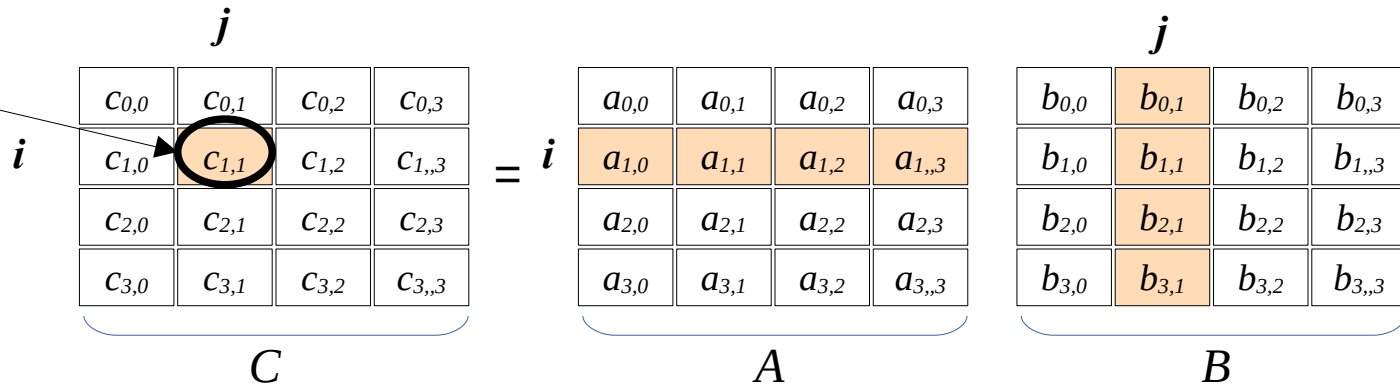 j j
c0,0 c0,1 c0,2 c0,3 a0,0 a0,1 a0,2 a0,3 b0,0 b0,1 b0,2 b0,3
i c1,0 c1,1 c1,2 c1,,3 = i a1,0 a1,1 a1,2 a1,,3 b1,0 b1,1 b1,2 b1,,3
c2,0 c2,1 c2,2 c2,3 a2,0 a2,1 a2,2 a2,3 b2,0 b2,1 b2,2 b2,3
c3,0 c3,1 c3,2 c3,,3 a3,0 a3,1 a3,2 a3,,3 b3,0 b3,1 b3,2 b3,,3
C A B